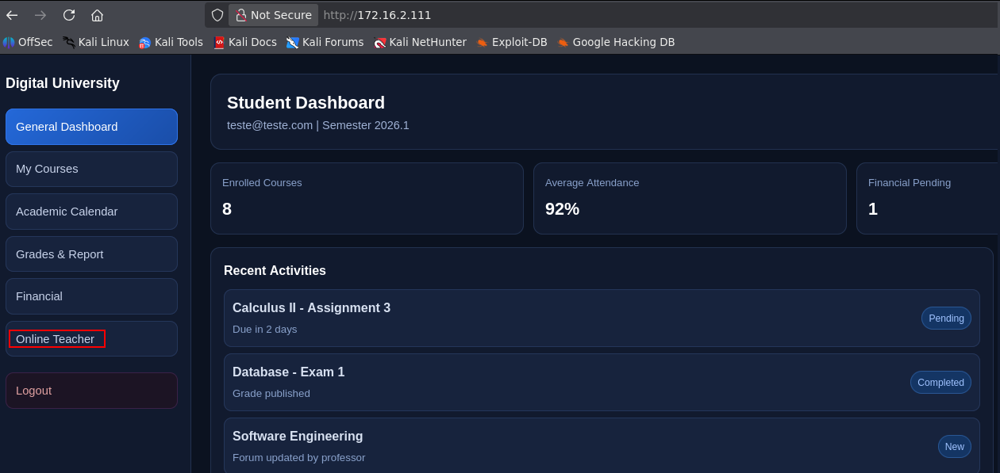 Not Secure http://172.16.2.111
OffSec Kali Linux Kali Tools Kali Docs Kali Forums Kali NetHunter Exploit-DB Google Hacking DB
Digital University
General Dashboard
My Courses
Academic Calendar
Grades & Report
Financial
Online Teacher
Logout
Student Dashboard
teste@teste.com | Semester 2026.1
Enrolled Courses
8
Average Attendance
92%
Financial Pending
1
Recent Activities
Calculus II - Assignment 3
Due in 2 days
Pending
Database - Exam 1
Grade published
Completed
Software Engineering
Forum updated by professor
New